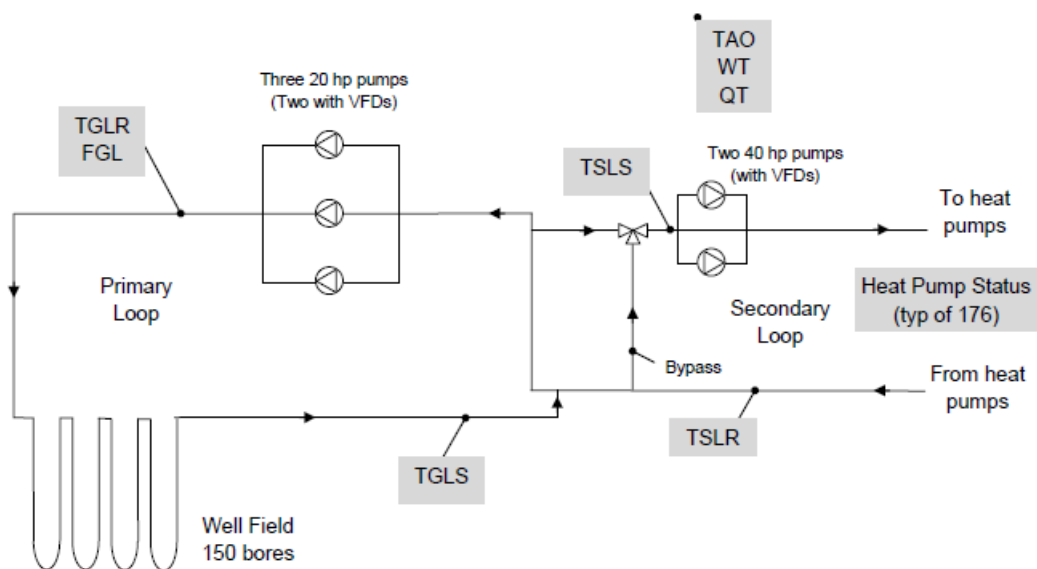 TAO
WT
QT
Three 20 hp pumps
(Two with VFDs)
TGLR
FGL
TSLS
Two 40 hp pumps
(with VFDs)
To heat
pumps
Primary
Loop
Heat Pump Status
(typ of 176)
Secondary
Loop
Bypass
From heat
pumps
TSLR
TGLS
Well Field
150 bores